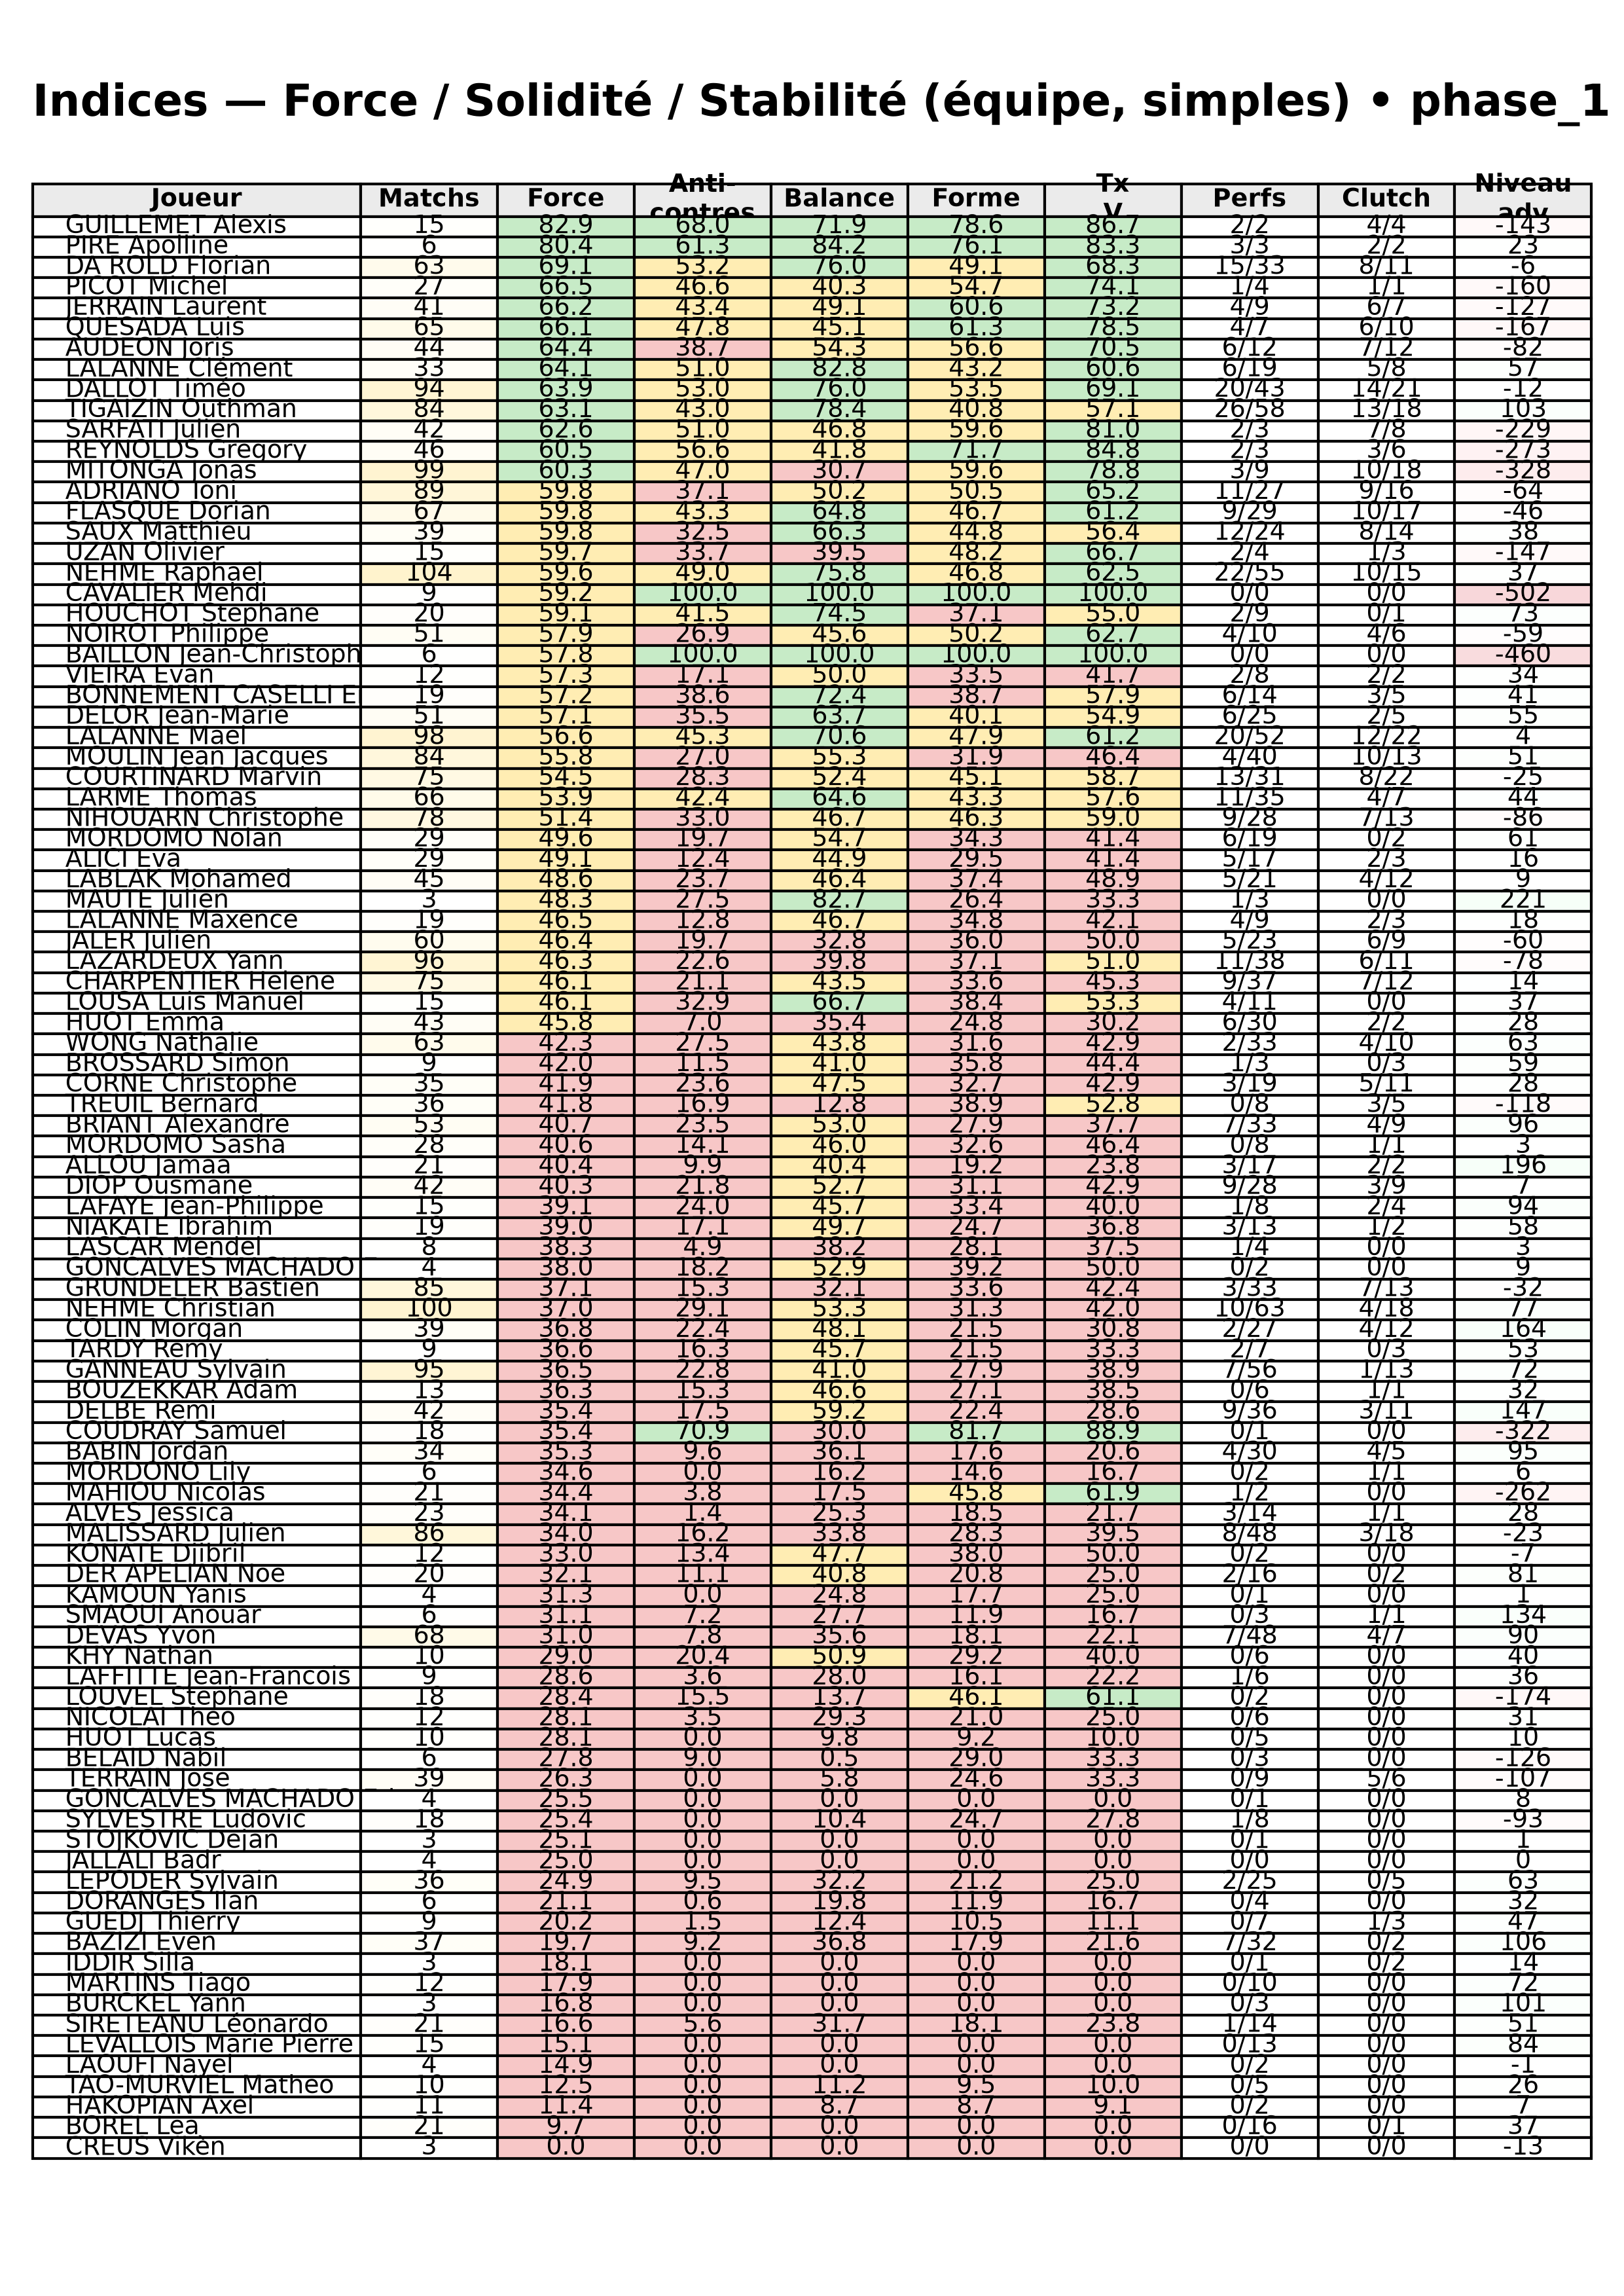 Indices — Force / Solidité / Stabilité (équipe, simples) • phase_1
Joueur Matchs Force Anti-contres Balance Forme Tx V Perfs Clutch Niveau adv
GUILLEMET Alexis 15 82.9 68.0 71.9 78.6 86.7 2/2 4/4 -143
PIRE Apolline 6 80.4 61.3 84.2 76.1 83.3 3/3 2/2 23
DA ROLD Florian 63 69.1 53.2 76.0 49.1 68.3 15/33 8/11 -6
PICOT Michel 27 66.5 46.6 40.3 54.7 74.1 1/4 1/1 -160
JERRAIN Laurent 41 66.2 43.4 49.1 60.6 73.2 4/9 6/7 -127
QUESADA Luis 65 66.1 47.8 45.1 61.3 78.5 4/7 6/10 -167
AUDEON Joris 44 64.4 38.7 54.3 56.6 70.5 6/12 7/12 -82
LALANNE Clément 33 64.1 51.0 82.8 43.2 60.6 6/19 5/8 57
DALLOT Timéo 94 63.9 53.0 76.0 53.5 69.1 20/43 14/21 -12
TIGAIZIN Outhman 84 63.1 43.0 78.4 40.8 57.1 26/58 13/18 103
SARFATI Julien 42 62.6 51.0 46.8 59.6 81.0 2/3 7/8 -229
REYNOLDS Gregory 46 60.5 56.6 41.8 71.7 84.8 2/3 3/6 -273
MITONGA Jonas 99 60.3 47.0 30.7 59.6 78.8 3/9 10/18 -328
ADRIANO Toni 89 59.8 37.1 50.2 50.5 65.2 11/27 9/16 -64
FLASQUE Dorian 67 59.8 43.3 64.8 46.7 61.2 9/29 10/17 -46
SAUX Matthieu 39 59.8 32.5 66.3 44.8 56.4 12/24 8/14 38
UZAN Olivier 15 59.7 33.7 39.5 48.2 66.7 2/4 1/3 -147
NEHME Raphael 104 59.6 49.0 75.8 46.8 62.5 22/55 10/15 37
CAVALIER Mehdi 9 59.2 100.0 100.0 100.0 100.0 0/0 0/0 -502
HOUCHOT Stephane 20 59.1 41.5 74.5 37.1 55.0 2/9 0/1 73
NOIROT Philippe 51 57.9 26.9 45.6 50.2 62.7 4/10 4/6 -59
BAILLON Jean-Christoph 6 57.8 100.0 100.0 100.0 100.0 0/0 0/0 -460
VIEIRA Evan 12 57.3 17.1 50.0 33.5 41.7 2/8 2/2 34
BONNEMENT CASELLI E 19 57.2 38.6 72.4 38.7 57.9 6/14 3/5 41
DELOR Jean-Marie 51 57.1 35.5 63.7 40.1 54.9 6/25 2/5 55
LALANNE Mael 98 56.6 45.3 70.6 47.9 61.2 20/52 12/22 4
MOULIN Jean Jacques 84 55.8 27.0 55.3 31.9 46.4 4/40 10/13 51
COURTINARD Marvin 75 54.5 28.3 52.4 45.1 58.7 13/31 8/22 -25
LARME Thomas 66 53.9 42.4 64.6 43.3 57.6 11/35 4/7 44
NIHOUARN Christophe 78 51.4 33.0 46.7 46.3 59.0 9/28 7/13 -86
MORDOMO Nolan 29 49.6 19.7 54.7 34.3 41.4 6/19 0/2 61
ALICI Eva 29 49.1 12.4 44.9 29.5 41.4 5/17 2/3 16
LABLAK Mohamed 45 48.6 23.7 46.4 37.4 48.9 5/21 4/12 9
MAUTE Julien 3 48.3 27.5 82.7 26.4 33.3 1/3 0/0 221
LALANNE Maxence 19 46.5 12.8 46.7 34.8 42.1 4/9 2/3 18
JALER Julien 60 46.4 19.7 32.8 36.0 50.0 5/23 6/9 -60
LAZARDEUX Yann 96 46.3 22.6 39.8 37.1 51.0 11/38 6/11 -78
CHARPENTIER Helene 75 46.1 21.1 43.5 33.6 45.3 9/37 7/12 14
LOUSA Luis Manuel 15 46.1 32.9 66.7 38.4 53.3 4/11 0/0 37
HUOT Emma 43 45.8 7.0 35.4 24.8 30.2 6/30 2/2 28
WONG Nathalie 63 42.3 27.5 43.8 31.6 42.9 2/33 4/10 63
BROSSARD Simon 9 42.0 11.5 41.0 35.8 44.4 1/3 0/3 59
CORNE Christophe 35 41.9 23.6 47.5 32.7 42.9 3/19 5/11 28
TREUIL Bernard 36 41.8 16.9 12.8 38.9 52.8 0/8 3/5 -118
BRIANT Alexandre 53 40.7 23.5 53.0 27.9 37.7 7/33 4/9 96
MORDOMO Sasha 28 40.6 14.1 46.0 32.6 46.4 0/8 1/1 3
ALLOU Jamaa 21 40.4 9.9 40.4 19.2 23.8 3/17 2/2 196
DIOP Ousmane 42 40.3 21.8 52.7 31.1 42.9 9/28 3/9 7
LAFAYE Jean-Philippe 15 39.1 24.0 45.7 33.4 40.0 1/8 2/4 94
NIAKATE Ibrahim 19 39.0 17.1 49.7 24.7 36.8 3/13 1/2 58
LASCAR Mendel 8 38.3 4.9 38.2 28.1 37.5 1/4 0/0 3
GONCALVES MACHADO 4 38.0 18.2 52.9 39.2 50.0 0/2 0/0 9
GRUNDELER Bastien 85 37.1 15.3 32.1 33.6 42.4 3/33 7/13 -32
NEHME Christian 100 37.0 29.1 53.3 31.3 42.0 10/63 4/18 77
COLIN Morgan 39 36.8 22.4 48.1 21.5 30.8 2/27 4/12 164
TARDY Remy 9 36.6 16.3 45.7 21.5 33.3 2/7 0/3 53
GANNEAU Sylvain 95 36.5 22.8 41.0 27.9 38.9 7/56 1/13 72
BOUZEKKAR Adam 13 36.3 15.3 46.6 27.1 38.5 0/6 1/1 32
DELBE Remi 42 35.4 17.5 59.2 22.4 28.6 9/36 3/11 147
COUDRAY Samuel 18 35.4 70.9 30.0 81.7 88.9 0/1 0/0 -322
BABIN Jordan 34 35.3 9.6 36.1 17.6 20.6 4/30 4/5 95
MORDONO Lily 6 34.6 0.0 16.2 14.6 16.7 0/2 1/1 6
MAHIOU Nicolas 21 34.4 3.8 17.5 45.8 61.9 1/2 0/0 -262
ALVES Jessica 23 34.1 1.4 25.3 18.5 21.7 3/14 1/1 28
MALISSARD Julien 86 34.0 16.2 33.8 28.3 39.5 8/48 3/18 -23
KONATE Djibril 12 33.0 13.4 47.7 38.0 50.0 0/2 0/0 -7
DER APELIAN Noe 20 32.1 11.1 40.8 20.8 25.0 2/16 0/2 81
KAMOUN Yanis 4 31.3 0.0 24.8 17.7 25.0 0/1 0/0 1
SMAOUI Anouar 6 31.1 7.2 27.7 11.9 16.7 0/3 1/1 134
DEVAS Yvon 68 31.0 7.8 35.6 18.1 22.1 7/48 4/7 90
KHY Nathan 10 29.0 20.4 50.9 29.2 40.0 0/6 0/0 40
LAFFITTE Jean-Francois 9 28.6 3.6 28.0 16.1 22.2 1/6 0/0 36
LOUVEL Stephane 18 28.4 15.5 13.7 46.1 61.1 0/2 0/0 -174
NICOLAI Theo 12 28.1 3.5 29.3 21.0 25.0 0/6 0/0 31
HUOT Lucas 10 28.1 0.0 9.8 9.2 10.0 0/5 0/0 10
BELAID Nabil 6 27.8 9.0 0.5 29.0 33.3 0/3 0/0 -126
TERRAIN Jose 39 26.3 0.0 5.8 24.6 33.3 0/9 5/6 -107
GONCALVES MACHADO 4 25.5 0.0 0.0 0.0 0.0 0/1 0/0 8
SYLVESTRE Ludovic 18 25.4 0.0 10.4 24.7 27.8 1/8 0/0 -93
STOJKOVIC Dejan 3 25.1 0.0 0.0 0.0 0.0 0/1 0/0 1
JALLALI Badr 4 25.0 0.0 0.0 0.0 0.0 0/0 0/0 0
LEPODER Sylvain 36 24.9 9.5 32.2 21.2 25.0 2/25 0/5 63
DORANGES Ilan 6 21.1 0.6 19.8 11.9 16.7 0/4 0/0 32
GUEDJ Thierry 9 20.2 1.5 12.4 10.5 11.1 0/7 1/3 47
BAZIZI Even 37 19.7 9.2 36.8 17.9 21.6 7/32 0/2 106
IDDIR Silla 3 18.1 0.0 0.0 0.0 0.0 0/1 0/2 14
MARTINS Tiago 12 17.9 0.0 0.0 0.0 0.0 0/10 0/0 72
BURCKEL Yann 3 16.8 0.0 0.0 0.0 0.0 0/3 0/0 101
SIRETEANU Léonardo 21 16.6 5.6 31.7 18.1 23.8 1/14 0/0 51
LEVALLOIS Marie Pierre 15 15.1 0.0 0.0 0.0 0.0 0/13 0/0 84
LAOUFI Nayel 4 14.9 0.0 0.0 0.0 0.0 0/2 0/0 -1
TAO-MURVIEL Matheo 10 12.5 0.0 11.2 9.5 10.0 0/5 0/0 26
HAKOPIAN Axel 11 11.4 0.0 8.7 8.7 9.1 0/2 0/0 7
BOREL Lea 21 9.7 0.0 0.0 0.0 0.0 0/16 0/1 37
CREUS Vikèn 3 0.0 0.0 0.0 0.0 0.0 0/0 0/0 -13